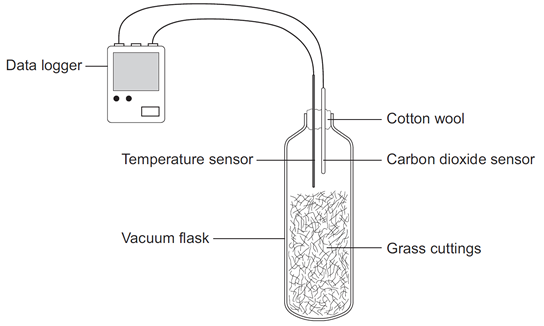 Data logger
Cotton wool
Temperature sensor
Carbon dioxide sensor
Vacuum flask
Grass cuttings